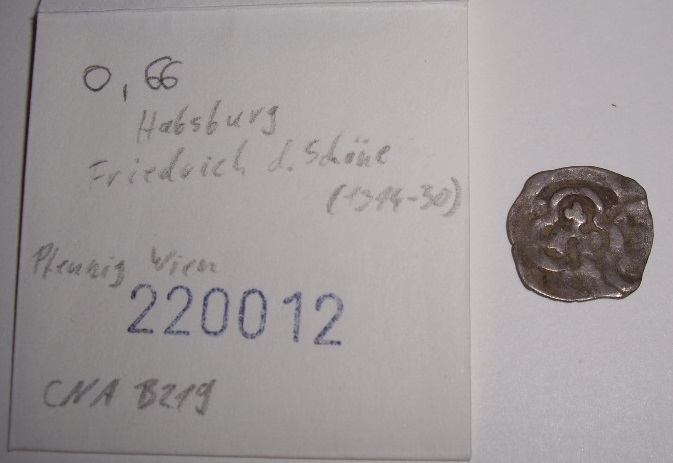 0,66
Habsburg
Friedrich d. Schöne
(1314-30)
Pfennig Wien
220012
CNA B219